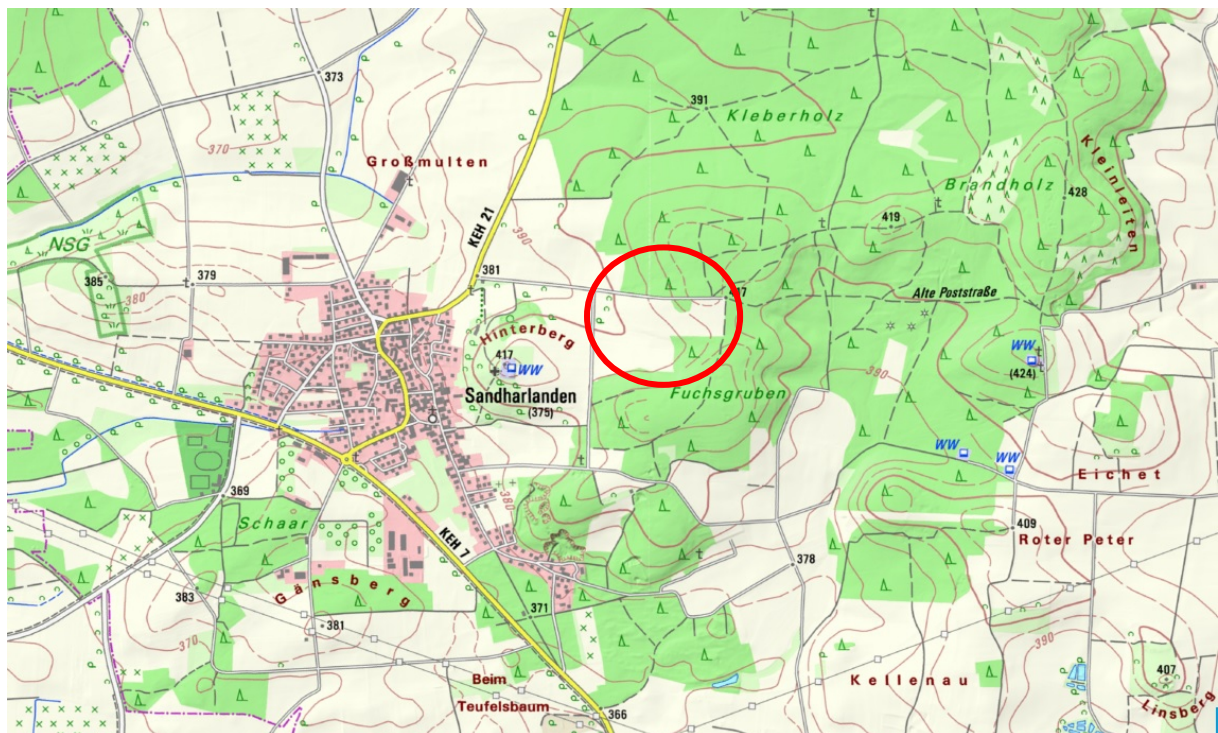 373
391
Kleberholz
370
Großmulten
Kleinleiten
Brandholz
428
419
KEH 21
390
NSG
385
379
380
381
417
Alte Poststraße
Hinterberg
417
WW
WW
(424)
390
Sandharlanden
(375)
Fuchsgruben
WW
WW
Eichet
369
380
Schaar
409
Roter Peter
KEH 7
378
383
Gänsberg
371
381
370
390
Beim
Teufelsbaum
Kellenau
407
Linsberg
366